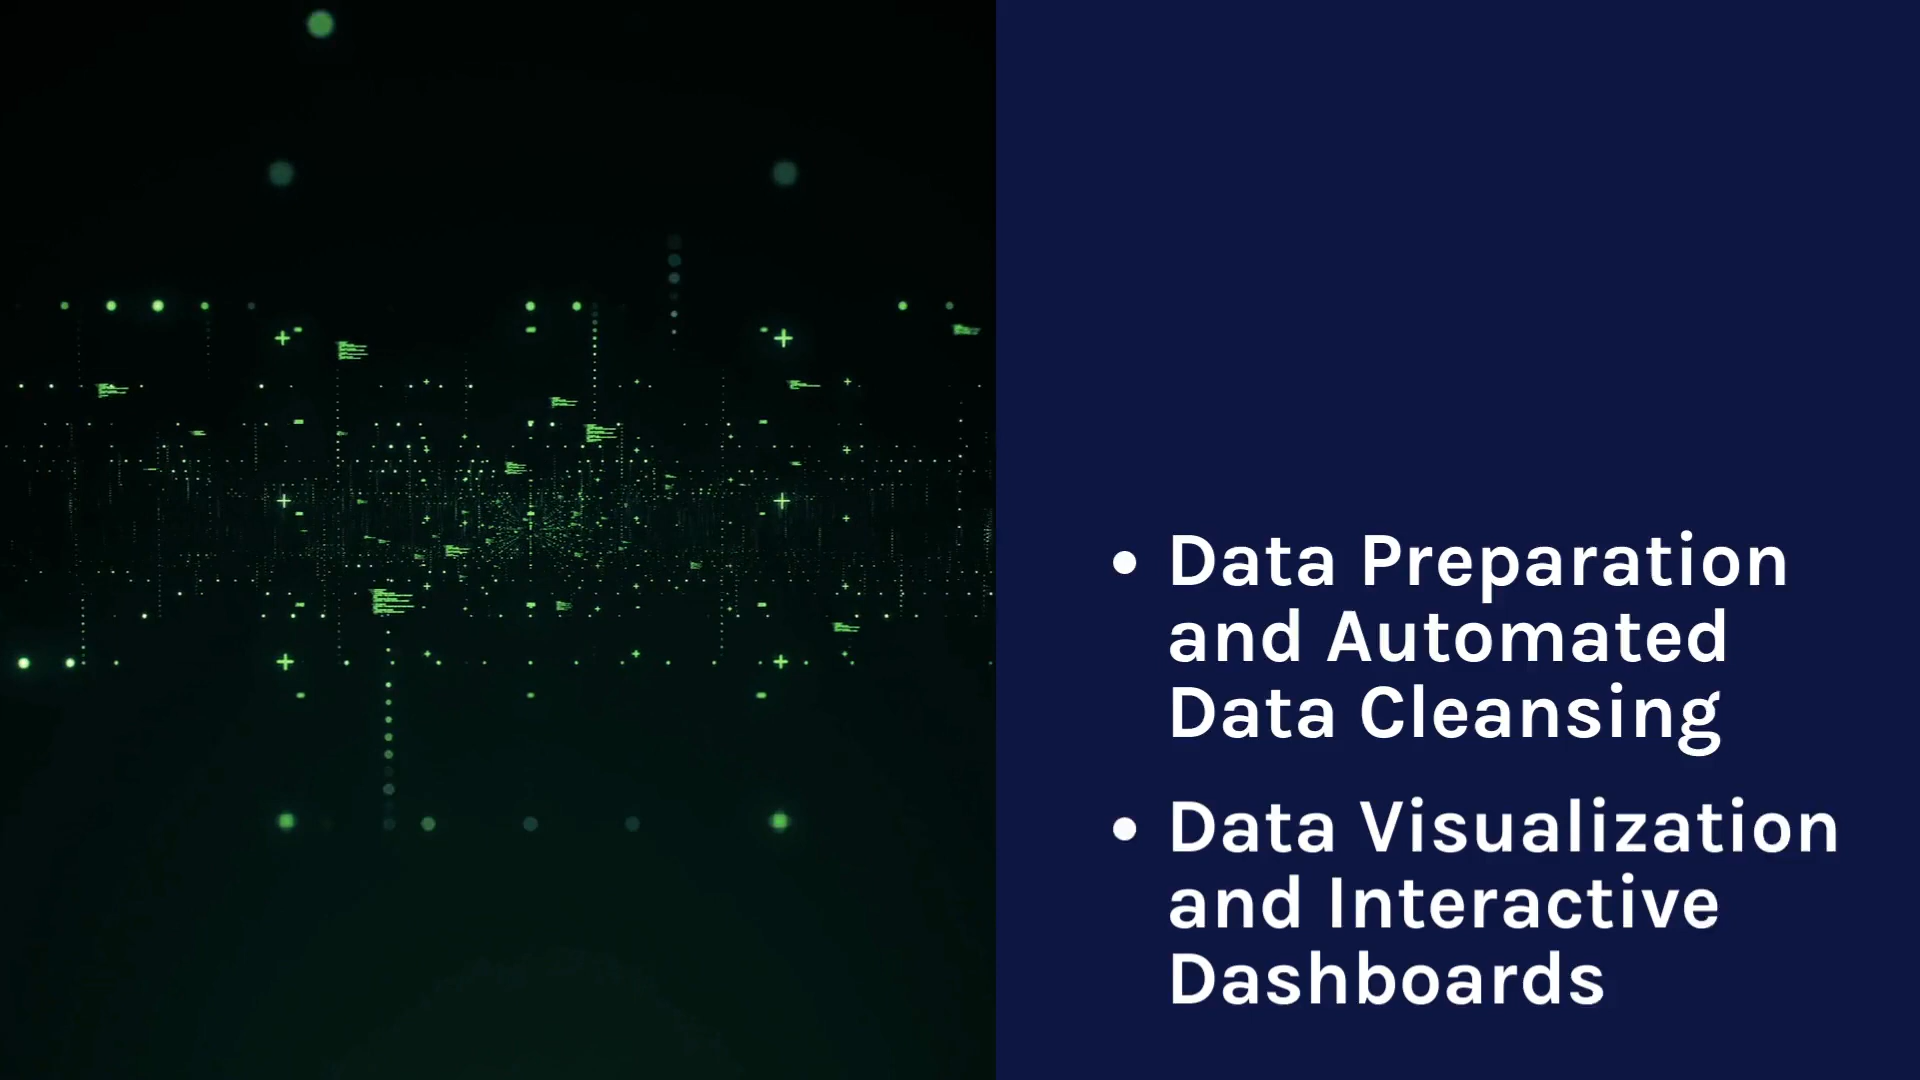 • Data Preparation
and Automated
Data Cleansing
• Data Visualization
and Interactive
Dashboards